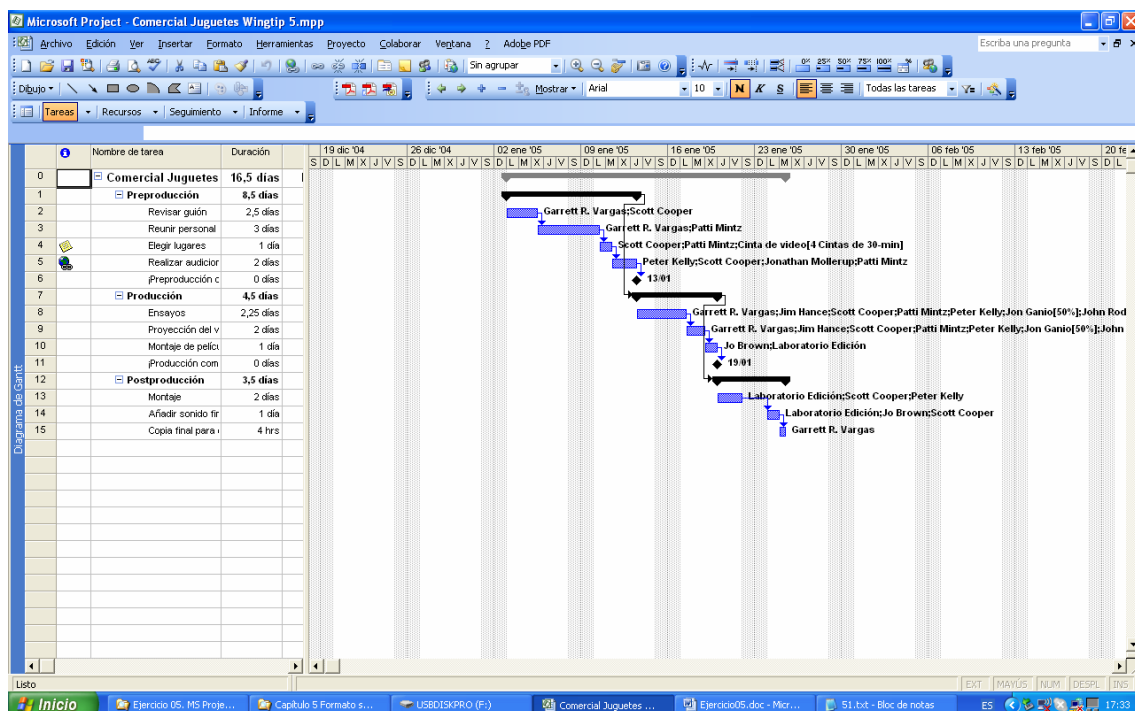 Microsoft Project - Comercial Juguetes Wingtip 5.mpp
Archivo Edición Ver Insertar Formato Herramientas Proyecto Colaborar Ventana ? Adobe PDF Escriba una pregunta
Sin agrupar 0% 25% 50% 75% 100%
Dibujo Mostrar Arial 10 N K S Todas las tareas
Tareas Recursos Seguimiento Informe
Nombre de tarea Duración 19 dic '04 26 dic '04 02 ene '05 09 ene '05 16 ene '05 23 ene '05 30 ene '05 06 feb '05 13 feb '05 20 fe
S D L M X J V S D L M X J V S D L M X J V S D L M X J V S D L M X J V S D L M X J V S D L M X J V S D L M X J V S D L M X J V S D L
0 Comercial Juguetes 16,5 días
1 Preproducción 8,5 días
2 Revisar guión 2,5 días Garrett R. Vargas;Scott Cooper
3 Reunir personal 3 días Garrett R. Vargas;Patti Mintz
4 Elegir lugares 1 día Scott Cooper;Patti Mintz;Cinta de video[4 Cintas de 30-min]
5 Realizar audicior 2 días Peter Kelly;Scott Cooper;Jonathan Mollerup;Patti Mintz
6 ¡Preproducción c 0 días 13/01
7 Producción 4,5 días
8 Ensayos 2,25 días Garrett R. Vargas;Jim Hance;Scott Cooper;Patti Mintz;Peter Kelly;Jon Ganio[50%];John Rod
9 Proyección del v 2 días Garrett R. Vargas;Jim Hance;Scott Cooper;Patti Mintz;Peter Kelly;Jon Ganio[50%];John
10 Montaje de pelícu 1 día Jo Brown;Laboratorio Edición
11 ¡Producción com 0 días 19/01
12 Postproducción 3,5 días
13 Montaje 2 días Laboratorio Edición;Scott Cooper;Peter Kelly
14 Añadir sonido fir 1 día Laboratorio Edición;Jo Brown;Scott Cooper
15 Copia final para 4 hrs Garrett R. Vargas
Diagrama de Gantt
Listo EXT MAYÚS NUM DESPL INS
Inicio Ejercicio 05. MS Proje... Capítulo 5 Formato s... USBDISKPRO (F:) Comercial Juguetes ... Ejercicio05.doc - Micr... 51.txt - Bloc de notas ES 17:33